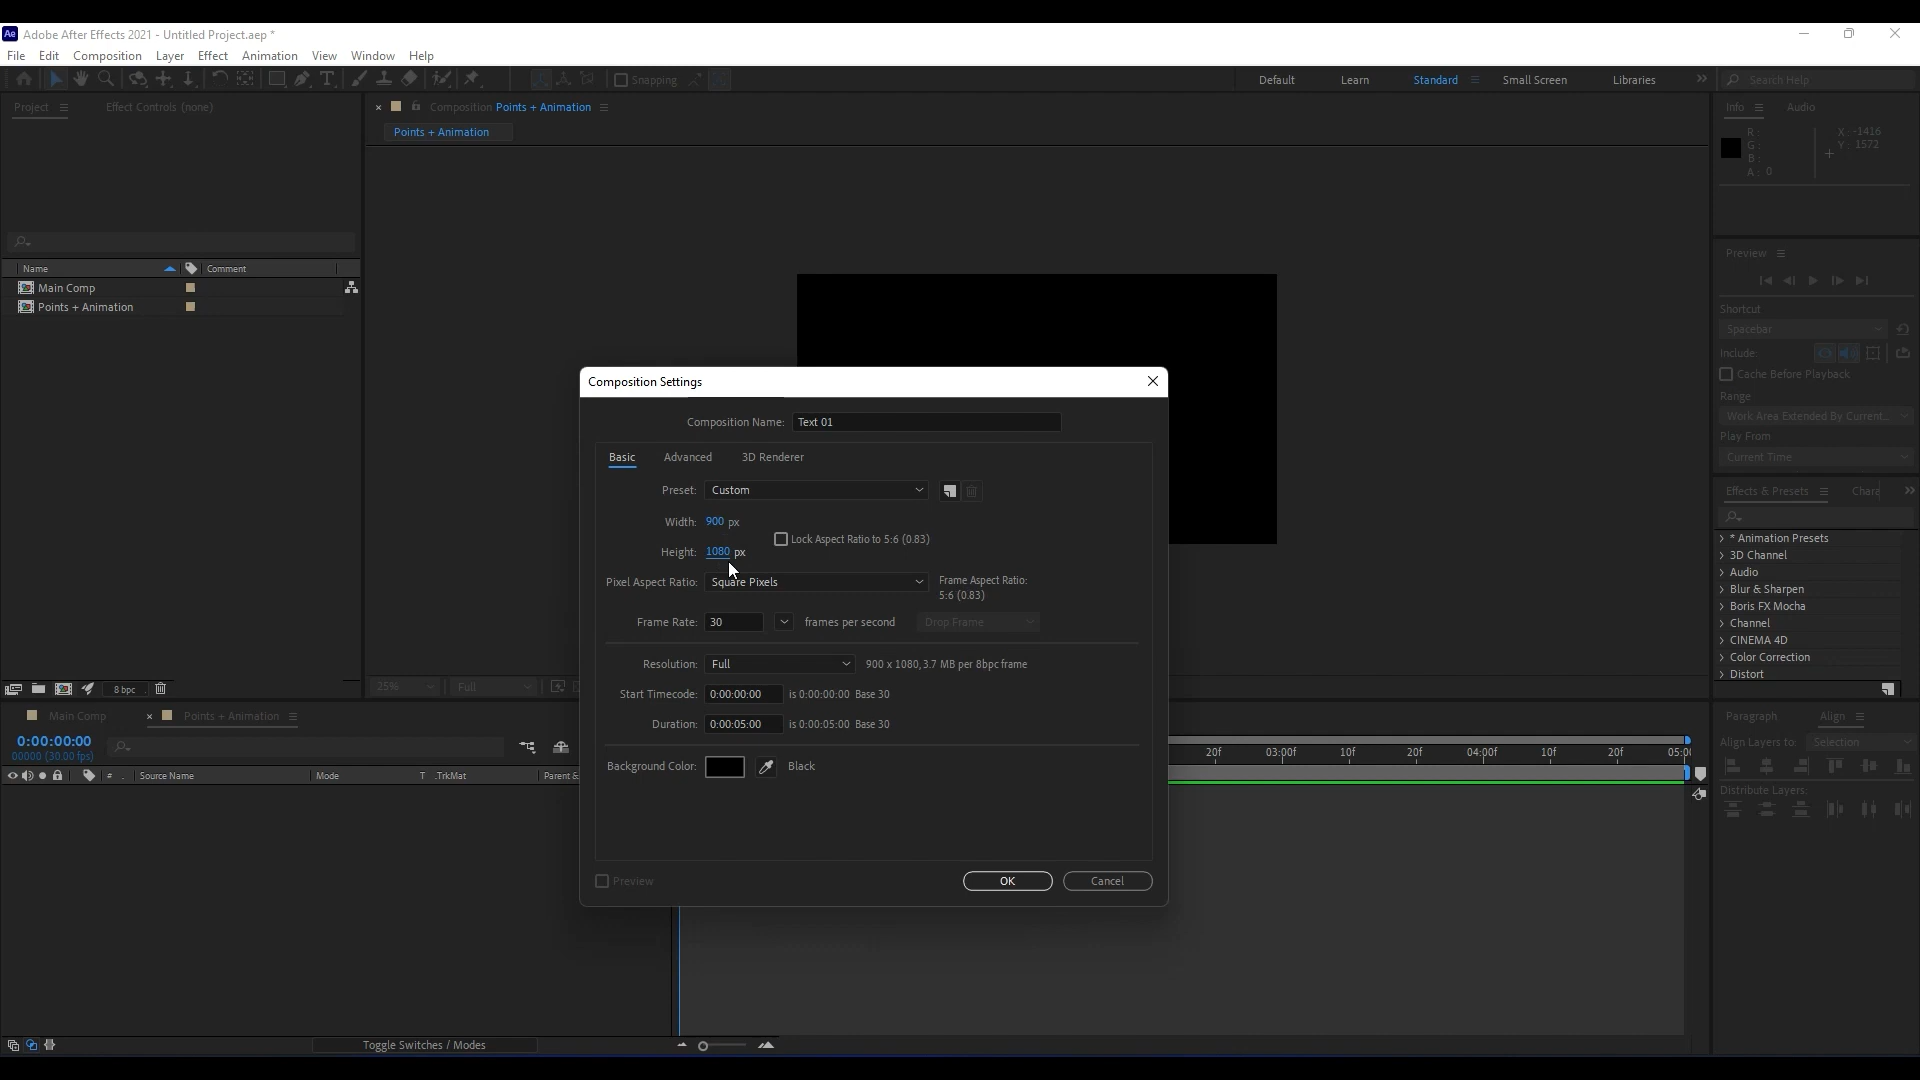 Ae Adobe After Effects 2021 - Untitled Project.aep *
File Edit Composition Layer Effect Animation View Window Help
Snapping Default Learn Standard Small Screen Libraries Search Help
Project Effect Controls (none)
Composition Points + Animation
Points + Animation
Info Audio
R:
G:
B:
A: 0
X: -1416
Y: 1572
Name Comment
Main Comp
Points + Animation
Preview
Shortcut
Spacebar
Include:
Cache Before Playback
Range
Work Area Extended By Current...
Play From
Current Time
Effects & Presets Chara
> * Animation Presets
> 3D Channel
> Audio
> Blur & Sharpen
> Boris FX Mocha
> Channel
> CINEMA 4D
> Color Correction
> Distort
Composition Settings
Composition Name: Text 01
Basic Advanced 3D Renderer
Preset: Custom
Width: 900 px
Lock Aspect Ratio to 5:6 (0.83)
Height: 1080 px
Pixel Aspect Ratio: Square Pixels Frame Aspect Ratio:
5:6 (0.83)
Frame Rate: 30 frames per second Drop Frame
Resolution: Full 900 x 1080, 3.7 MB per 8bpc frame
Start Timecode: 0:00:00:00 is 0:00:00:00 Base 30
Duration: 0:00:05:00 is 0:00:05:00 Base 30
Background Color: Black
Preview OK Cancel
8 bpc
25% Full
Main Comp Points + Animation
0:00:00:00
00000 (30.00 fps)
# . Source Name Mode T .TrkMat Parent &
20f 03:00f 10f 20f 04:00f 10f 20f 05:0
Paragraph Align
Align Layers to: Selection
Distribute Layers:
Toggle Switches / Modes